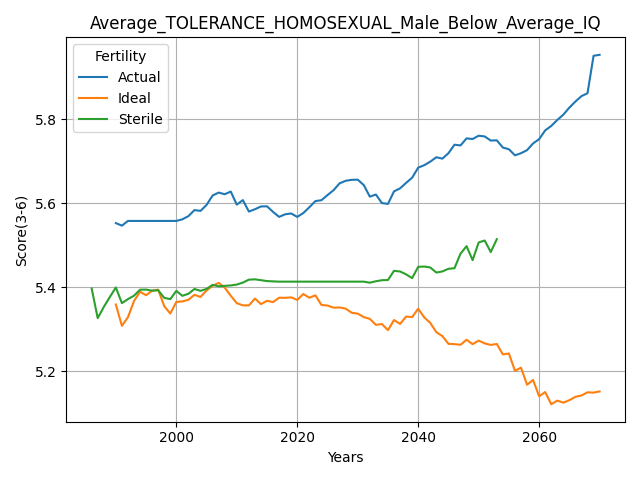 Average_TOLERANCE_HOMOSEXUAL_Male_Below_Average_IQ
Fertility
Actual
Ideal
Sterile
Score(3-6)
5.8
5.6
5.4
5.2
2000
2020
2040
2060
Years